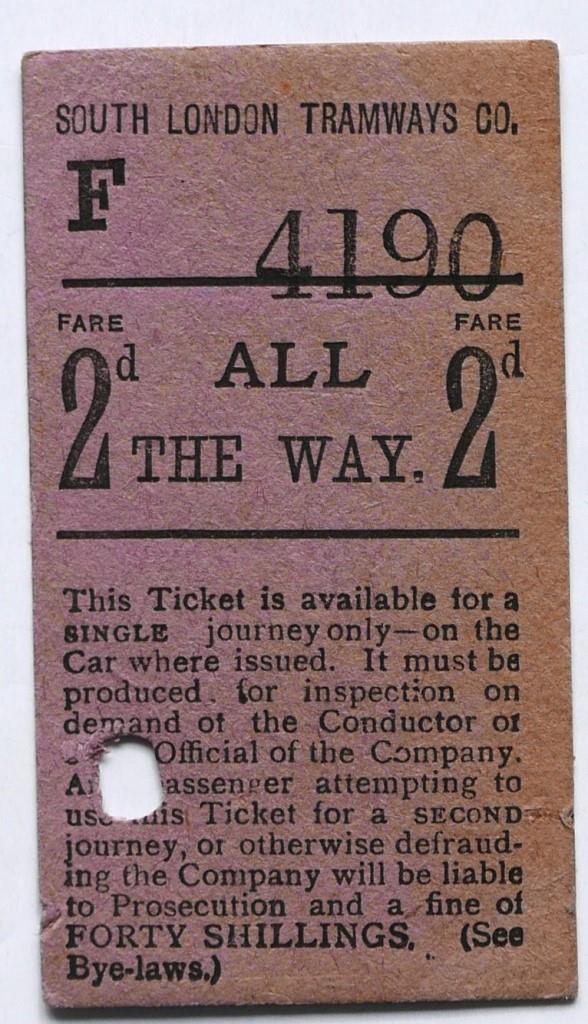 SOUTH LONDON TRAMWAYS CO.
F
4190
FARE FARE
2d ALL 2d
THE WAY.
This Ticket is available for a
SINGLE journey only—on the
Car where issued. It must be
produced for inspection on
demand of the Conductor or
Official of the Company.
attempting to
this Ticket for a SECOND
journey, or otherwise defraud-
ing the Company will be liable
to Prosecution and a fine of
FORTY SHILLINGS. (See
Bye-laws.)